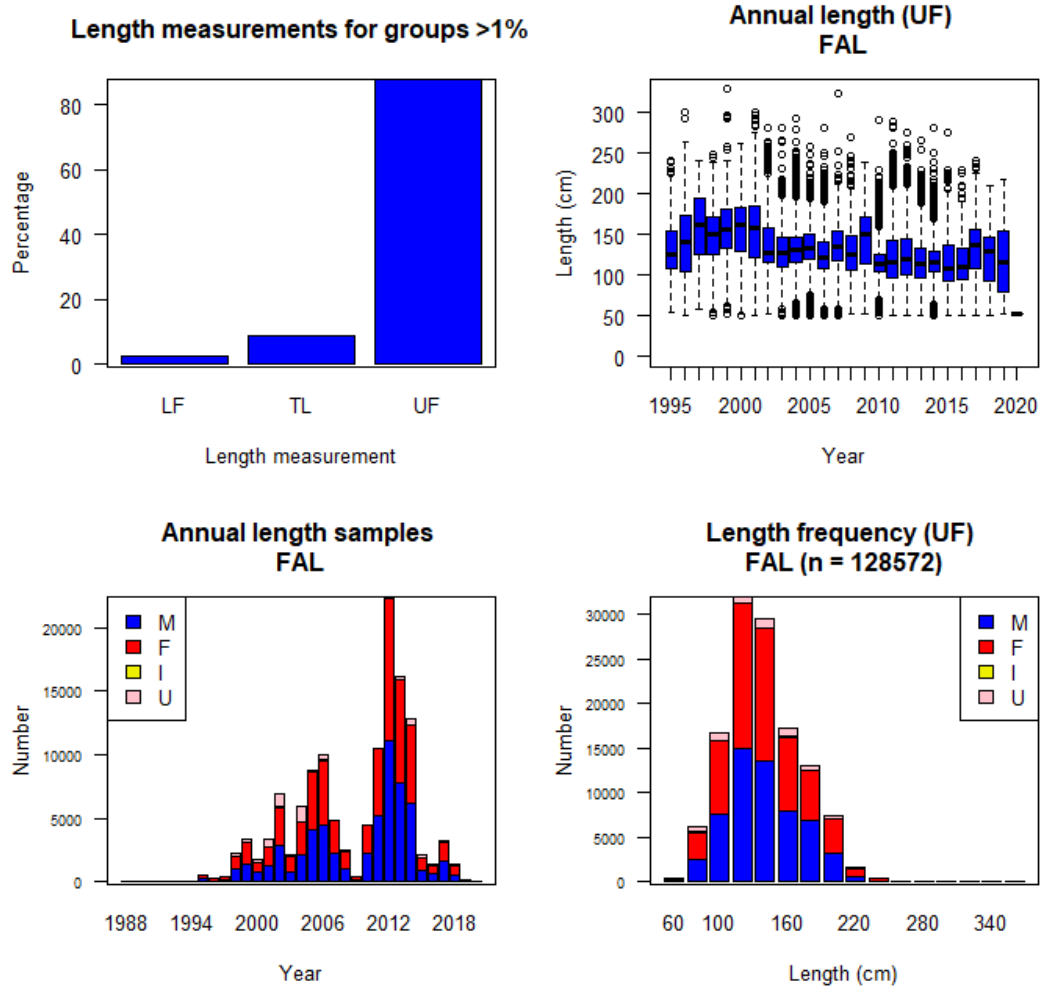 Length measurements for groups >1%
Percentage
80
60
40
20
0
LF TL UF
Length measurement
Annual length (UF)
FAL
Length (cm)
300
250
200
150
100
50
0
1995 2000 2005 2010 2015 2020
Year
Annual length samples
FAL
Number
20000
15000
10000
5000
0
M
F
I
U
1988 1994 2000 2006 2012 2018
Year
Length frequency (UF)
FAL (n = 128572)
Number
30000
25000
20000
15000
10000
5000
0
M
F
I
U
60 100 160 220 280 340
Length (cm)